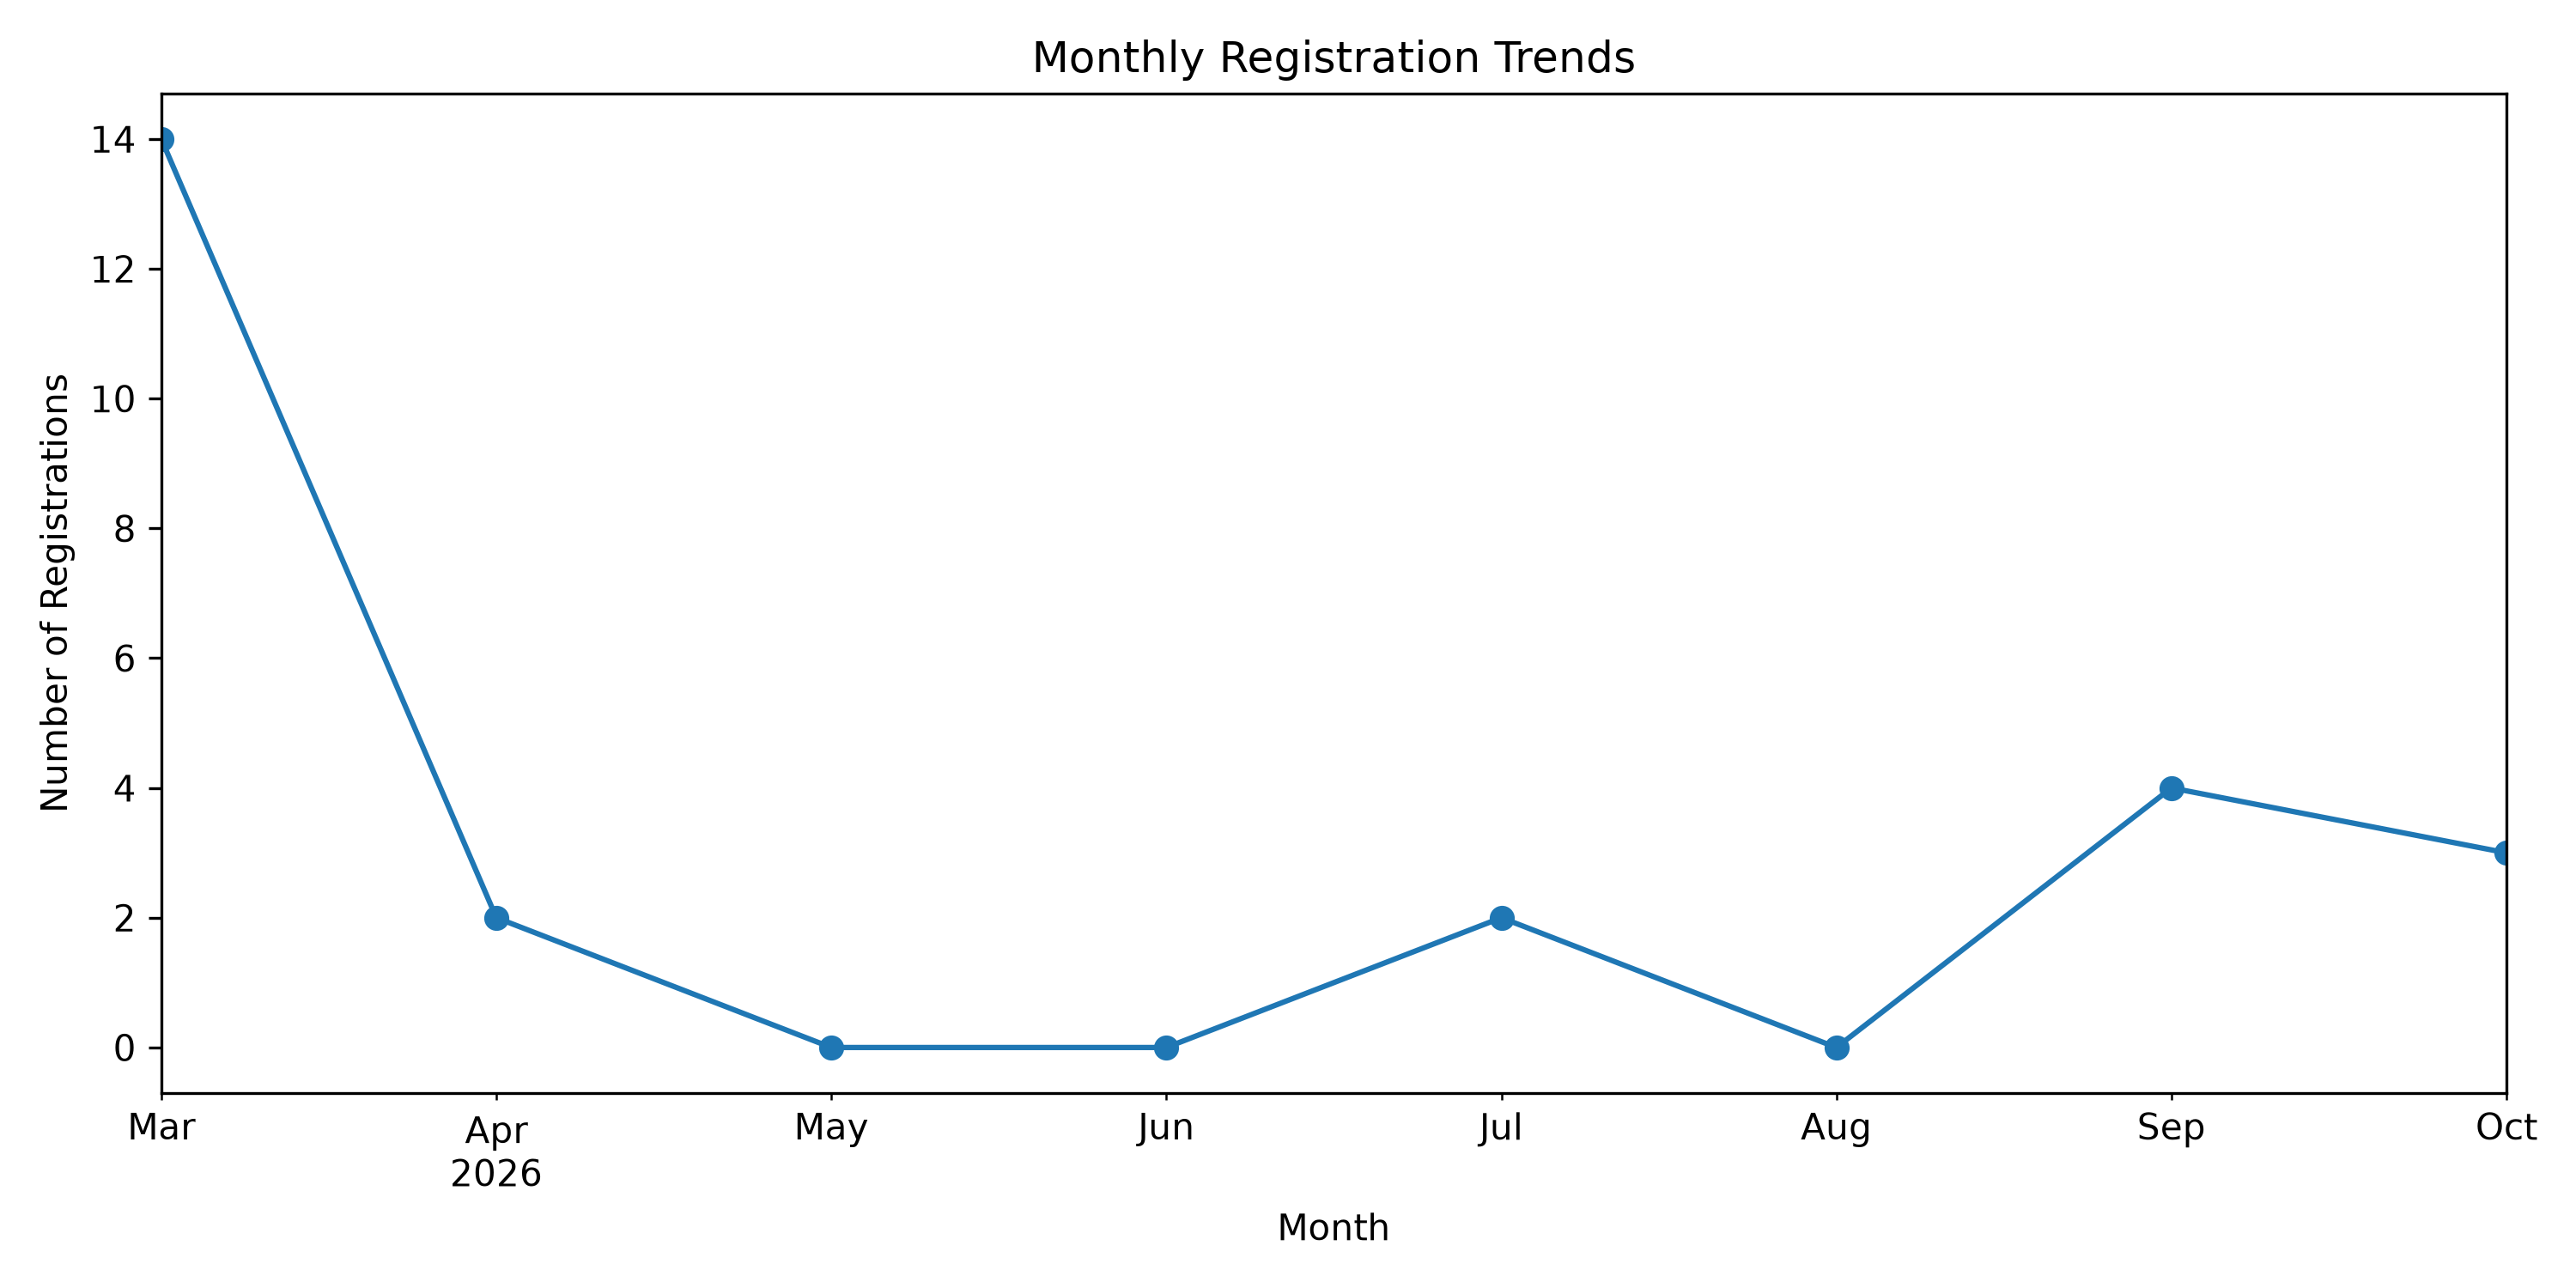 Monthly Registration Trends
14
12
10
8
6
4
2
0
Number of Registrations
Mar
Apr
2026
May
Jun
Jul
Aug
Sep
Oct
Month